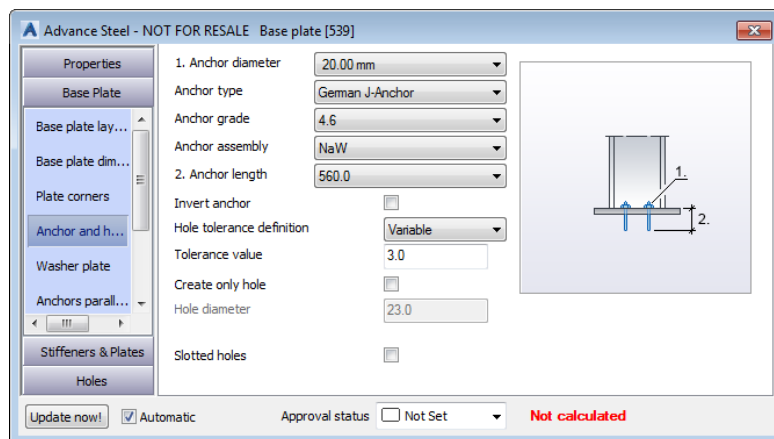 Advance Steel - NOT FOR RESALE Base plate [539]
Properties
Base Plate
Base plate lay...
Base plate dim...
Plate corners
Anchor and h...
Washer plate
Anchors parall...
Stiffeners & Plates
Holes
1. Anchor diameter 20.00 mm
Anchor type German J-Anchor
Anchor grade 4.6
Anchor assembly NaW
2. Anchor length 560.0
Invert anchor
Hole tolerance definition Variable
Tolerance value 3.0
Create only hole
Hole diameter 23.0
Slotted holes
1.
2.
Update now! Automatic Approval status Not Set Not calculated